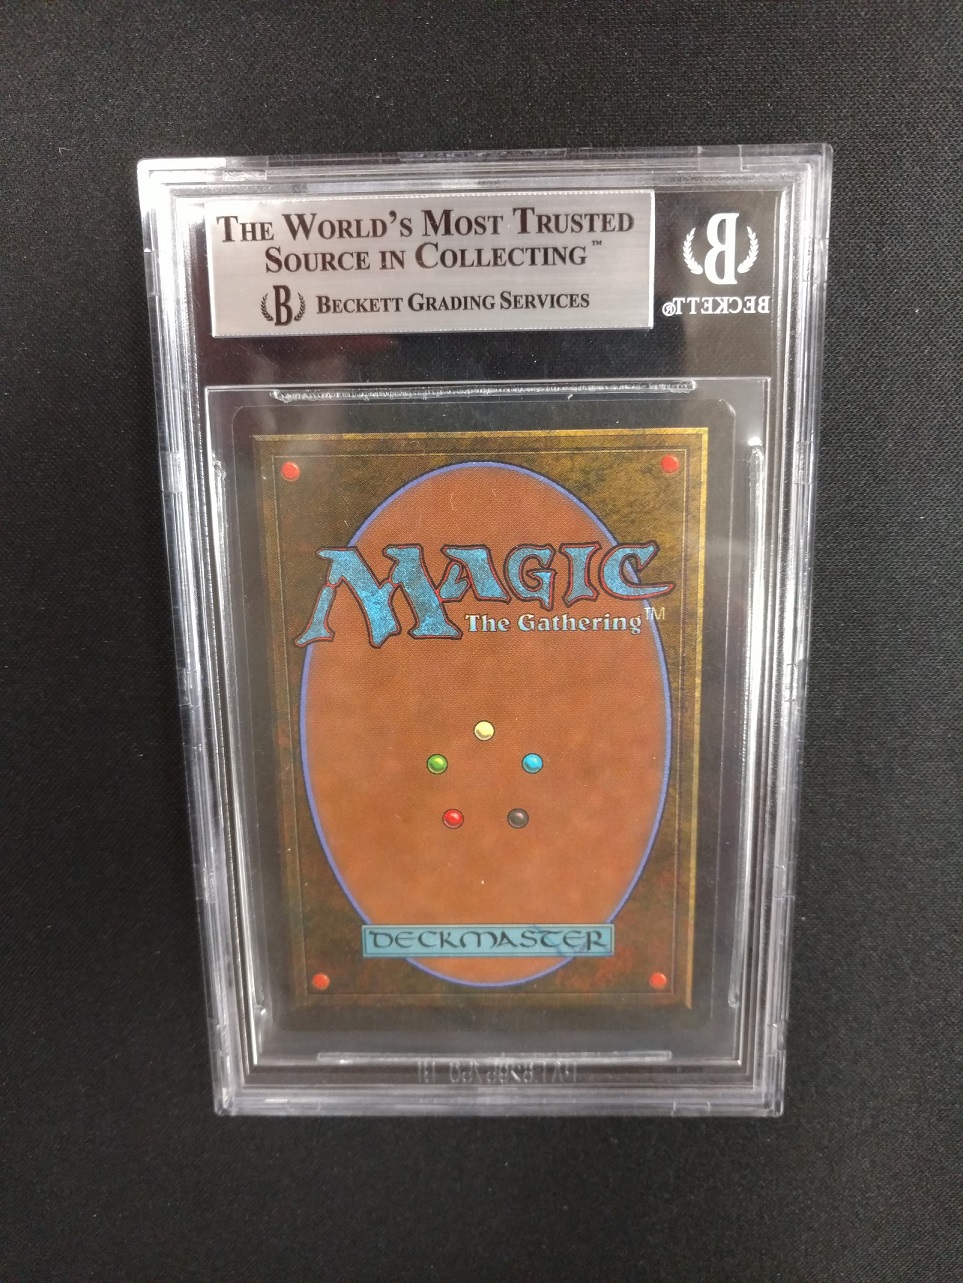 THE WORLD'S MOST TRUSTED
SOURCE IN COLLECTING™
B BECKETT GRADING SERVICES
B
BECKETT®
MAGIC
The Gathering™
DECKMASTER